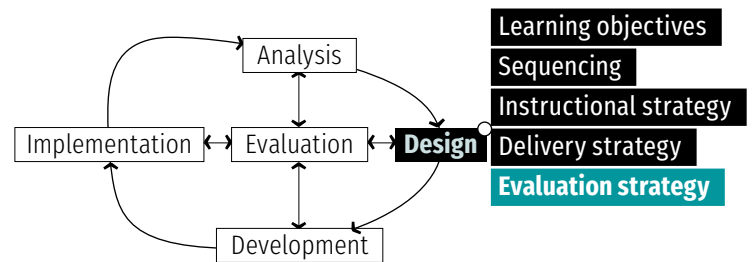 Learning objectives
Analysis
Sequencing
Instructional strategy
Implementation
Evaluation
Design
Delivery strategy
Evaluation strategy
Development